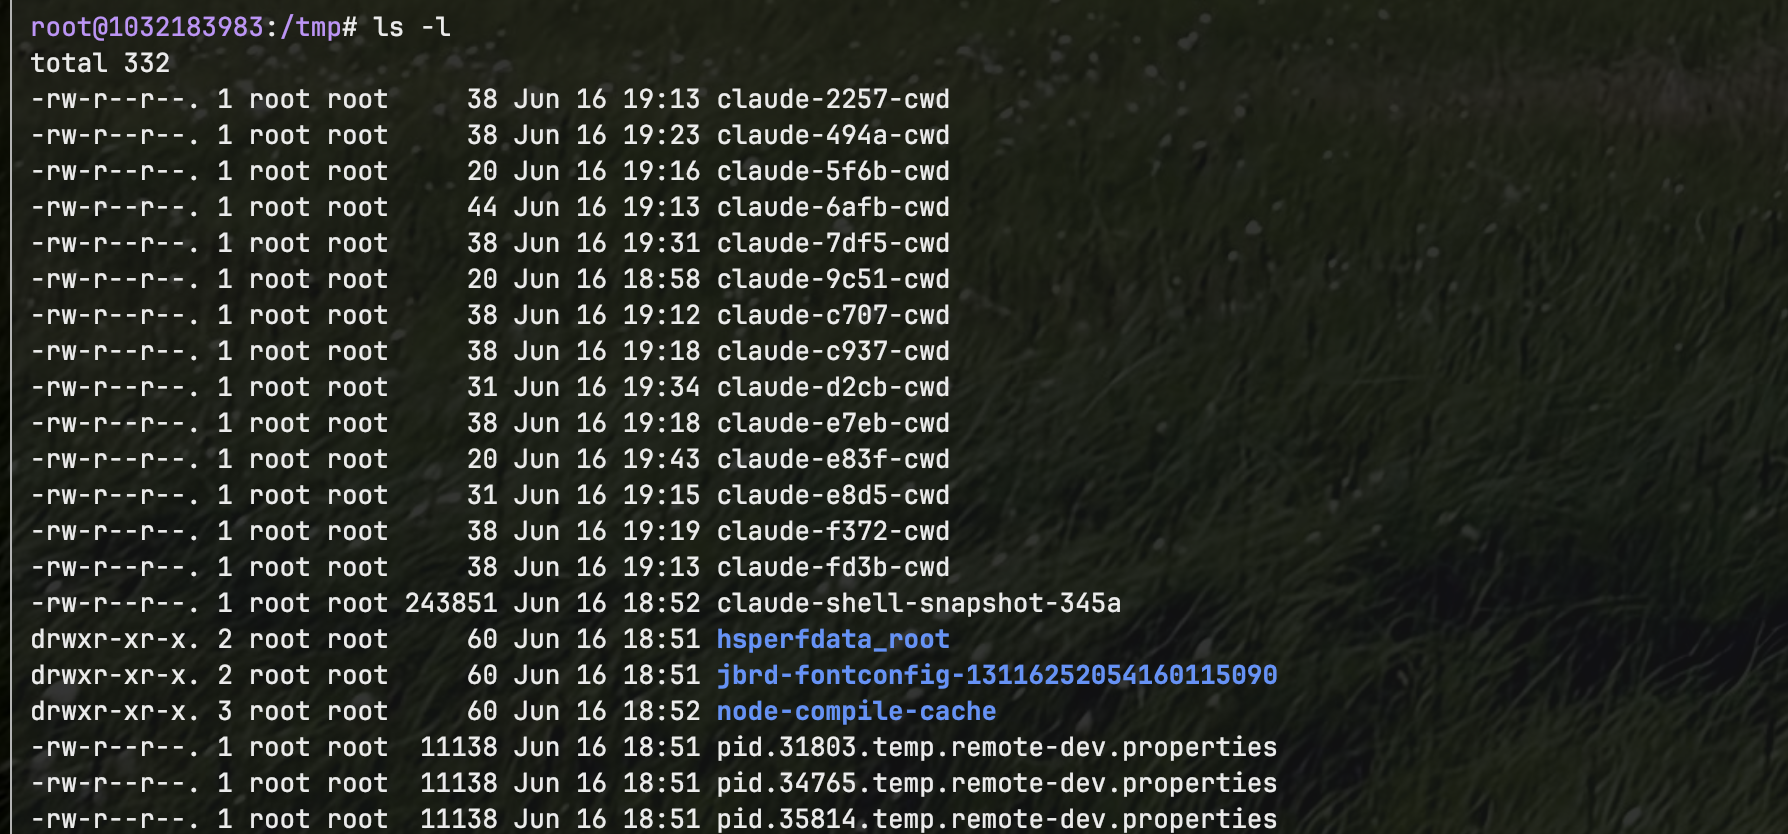 root@1032183983:/tmp# ls -l
total 332
-rw-r--r--. 1 root root     38 Jun 16 19:13 claude-2257-cwd
-rw-r--r--. 1 root root     38 Jun 16 19:23 claude-494a-cwd
-rw-r--r--. 1 root root     20 Jun 16 19:16 claude-5f6b-cwd
-rw-r--r--. 1 root root     44 Jun 16 19:13 claude-6afb-cwd
-rw-r--r--. 1 root root     38 Jun 16 19:31 claude-7df5-cwd
-rw-r--r--. 1 root root     20 Jun 16 18:58 claude-9c51-cwd
-rw-r--r--. 1 root root     38 Jun 16 19:12 claude-c707-cwd
-rw-r--r--. 1 root root     38 Jun 16 19:18 claude-c937-cwd
-rw-r--r--. 1 root root     31 Jun 16 19:34 claude-d2cb-cwd
-rw-r--r--. 1 root root     38 Jun 16 19:18 claude-e7eb-cwd
-rw-r--r--. 1 root root     20 Jun 16 19:43 claude-e83f-cwd
-rw-r--r--. 1 root root     31 Jun 16 19:15 claude-e8d5-cwd
-rw-r--r--. 1 root root     38 Jun 16 19:19 claude-f372-cwd
-rw-r--r--. 1 root root     38 Jun 16 19:13 claude-fd3b-cwd
-rw-r--r--. 1 root root 243851 Jun 16 18:52 claude-shell-snapshot-345a
drwxr-xr-x. 2 root root     60 Jun 16 18:51 hsperfdata_root
drwxr-xr-x. 2 root root     60 Jun 16 18:51 jbrd-fontconfig-13116252054160115090
drwxr-xr-x. 3 root root     60 Jun 16 18:52 node-compile-cache
-rw-r--r--. 1 root root  11138 Jun 16 18:51 pid.31803.temp.remote-dev.properties
-rw-r--r--. 1 root root  11138 Jun 16 18:51 pid.34765.temp.remote-dev.properties
-rw-r--r--. 1 root root  11138 Jun 16 18:51 pid.35814.temp.remote-dev.properties